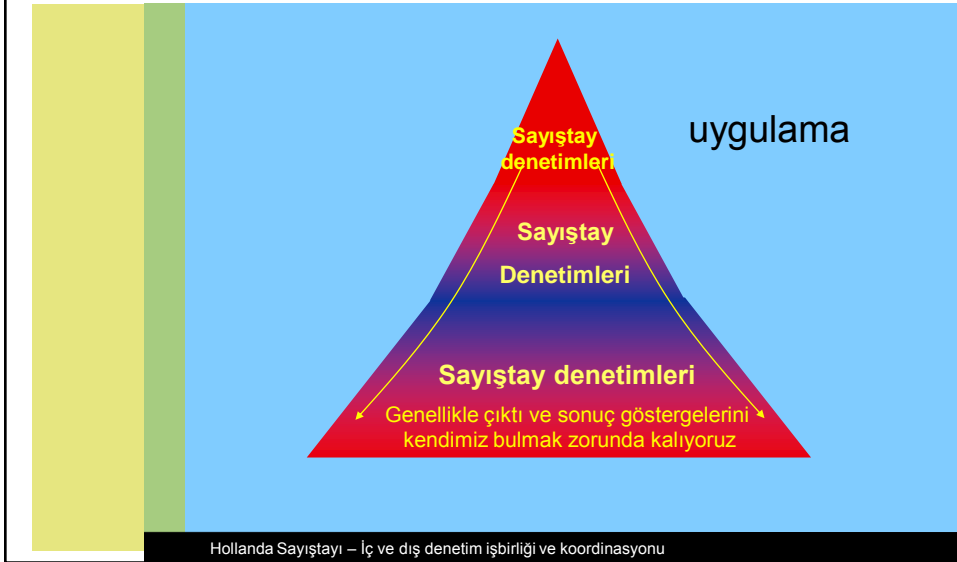 uygulama
Sayıştay
denetimleri
Sayıştay
Denetimleri
Sayıştay denetimleri
Genellikle çıktı ve sonuç göstergelerini
kendimiz bulmak zorunda kalıyoruz
Hollanda Sayıştayı – İç ve dış denetim işbirliği ve koordinasyonu